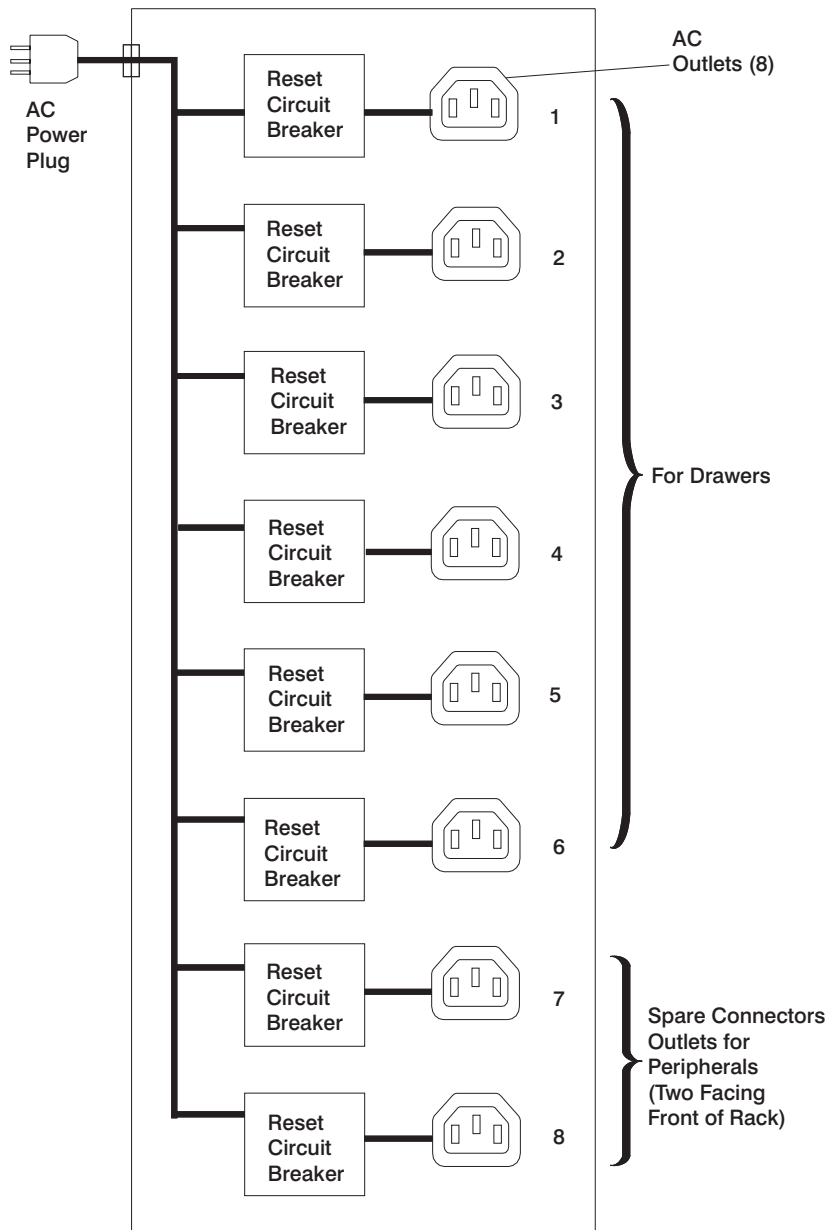 AC
Outlets (8)
AC
Power
Plug
Reset
Circuit
Breaker
1
Reset
Circuit
Breaker
2
Reset
Circuit
Breaker
3
For Drawers
Reset
Circuit
Breaker
4
Reset
Circuit
Breaker
5
Reset
Circuit
Breaker
6
Reset
Circuit
Breaker
7
Spare Connectors
Outlets for
Peripherals
(Two Facing
Front of Rack)
Reset
Circuit
Breaker
8